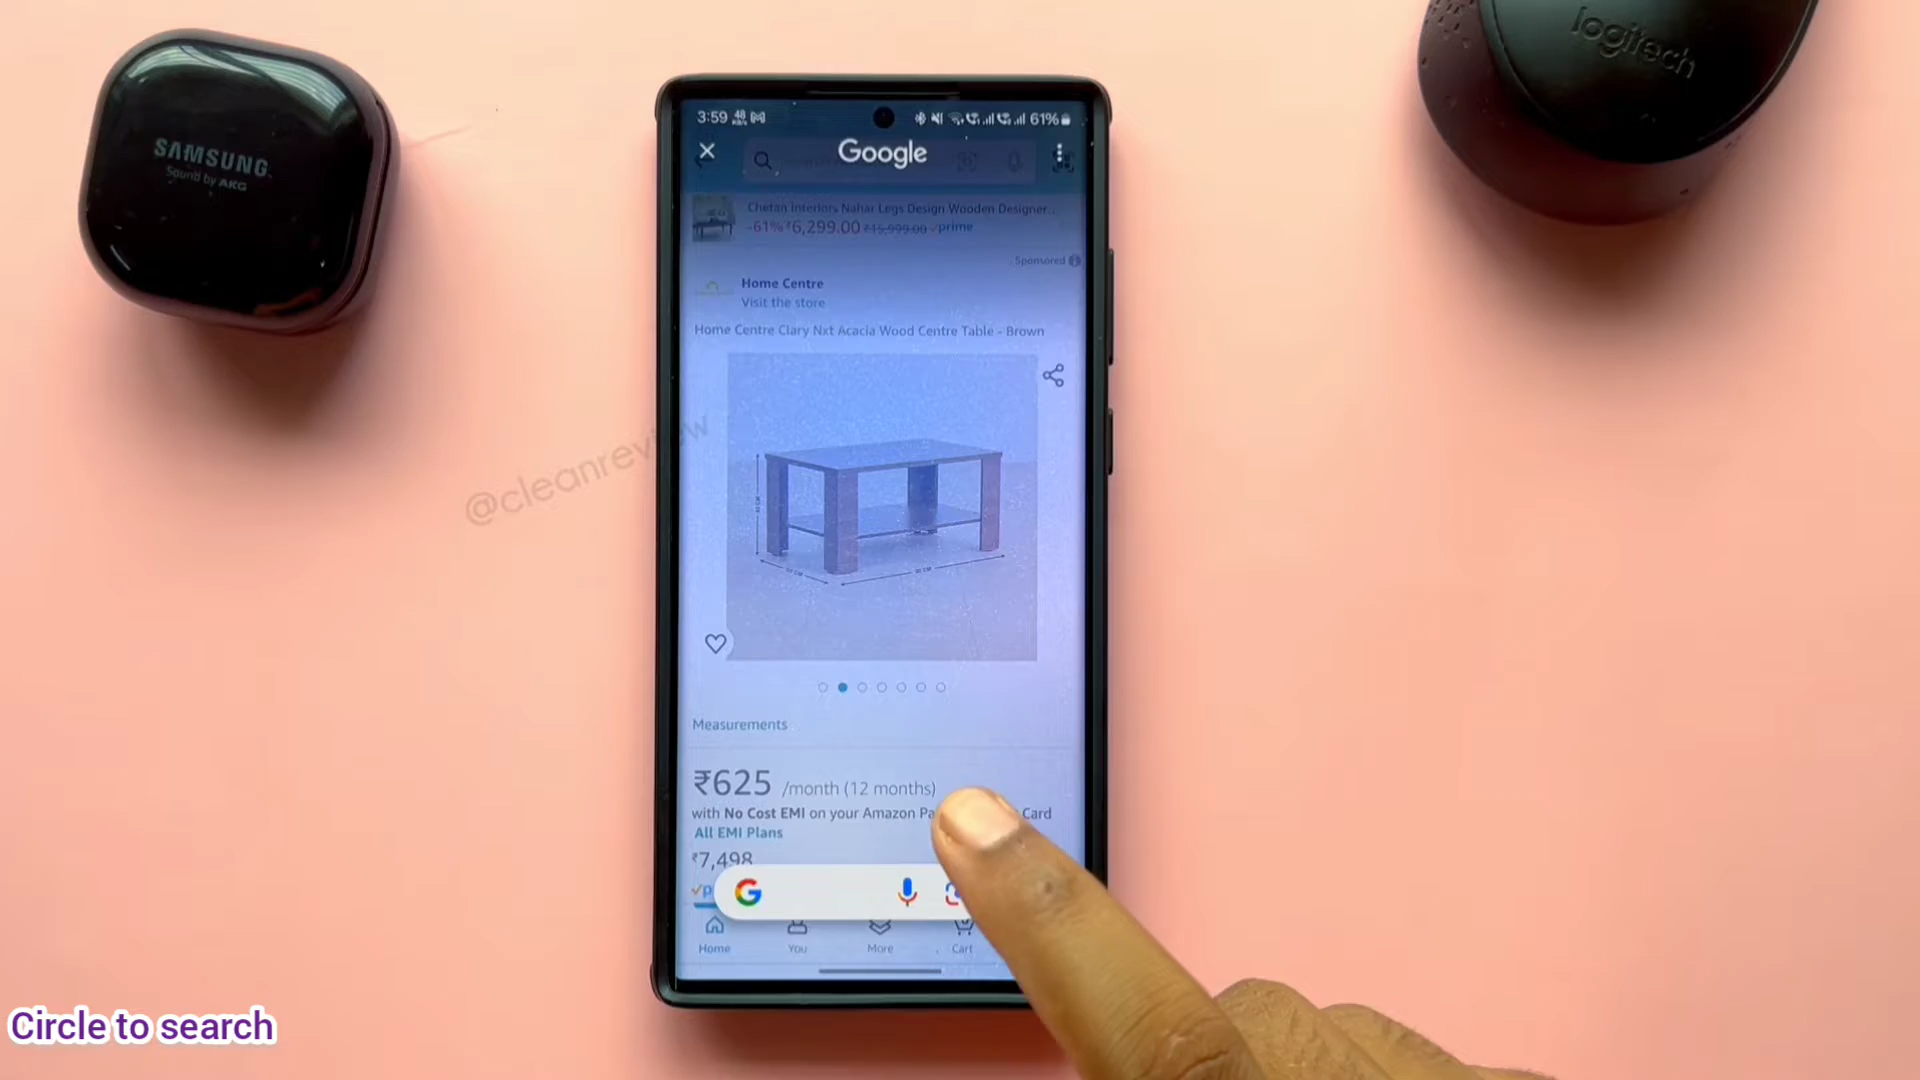 SAMSUNG
Sound by AKG
logitech
3:59
61%
Google
Chetan Interiors Nahar Legs Design Wooden Designer...
-61% ₹6,299.00 ₹15,999.00 prime
Sponsored
Home Centre
Visit the store
Home Centre Clary Nxt Acacia Wood Centre Table - Brown
@cleanreview
Measurements
₹625 /month (12 months)
with No Cost EMI on your Amazon Pa Card
All EMI Plans
₹7,498
Home You More Cart
Circle to search